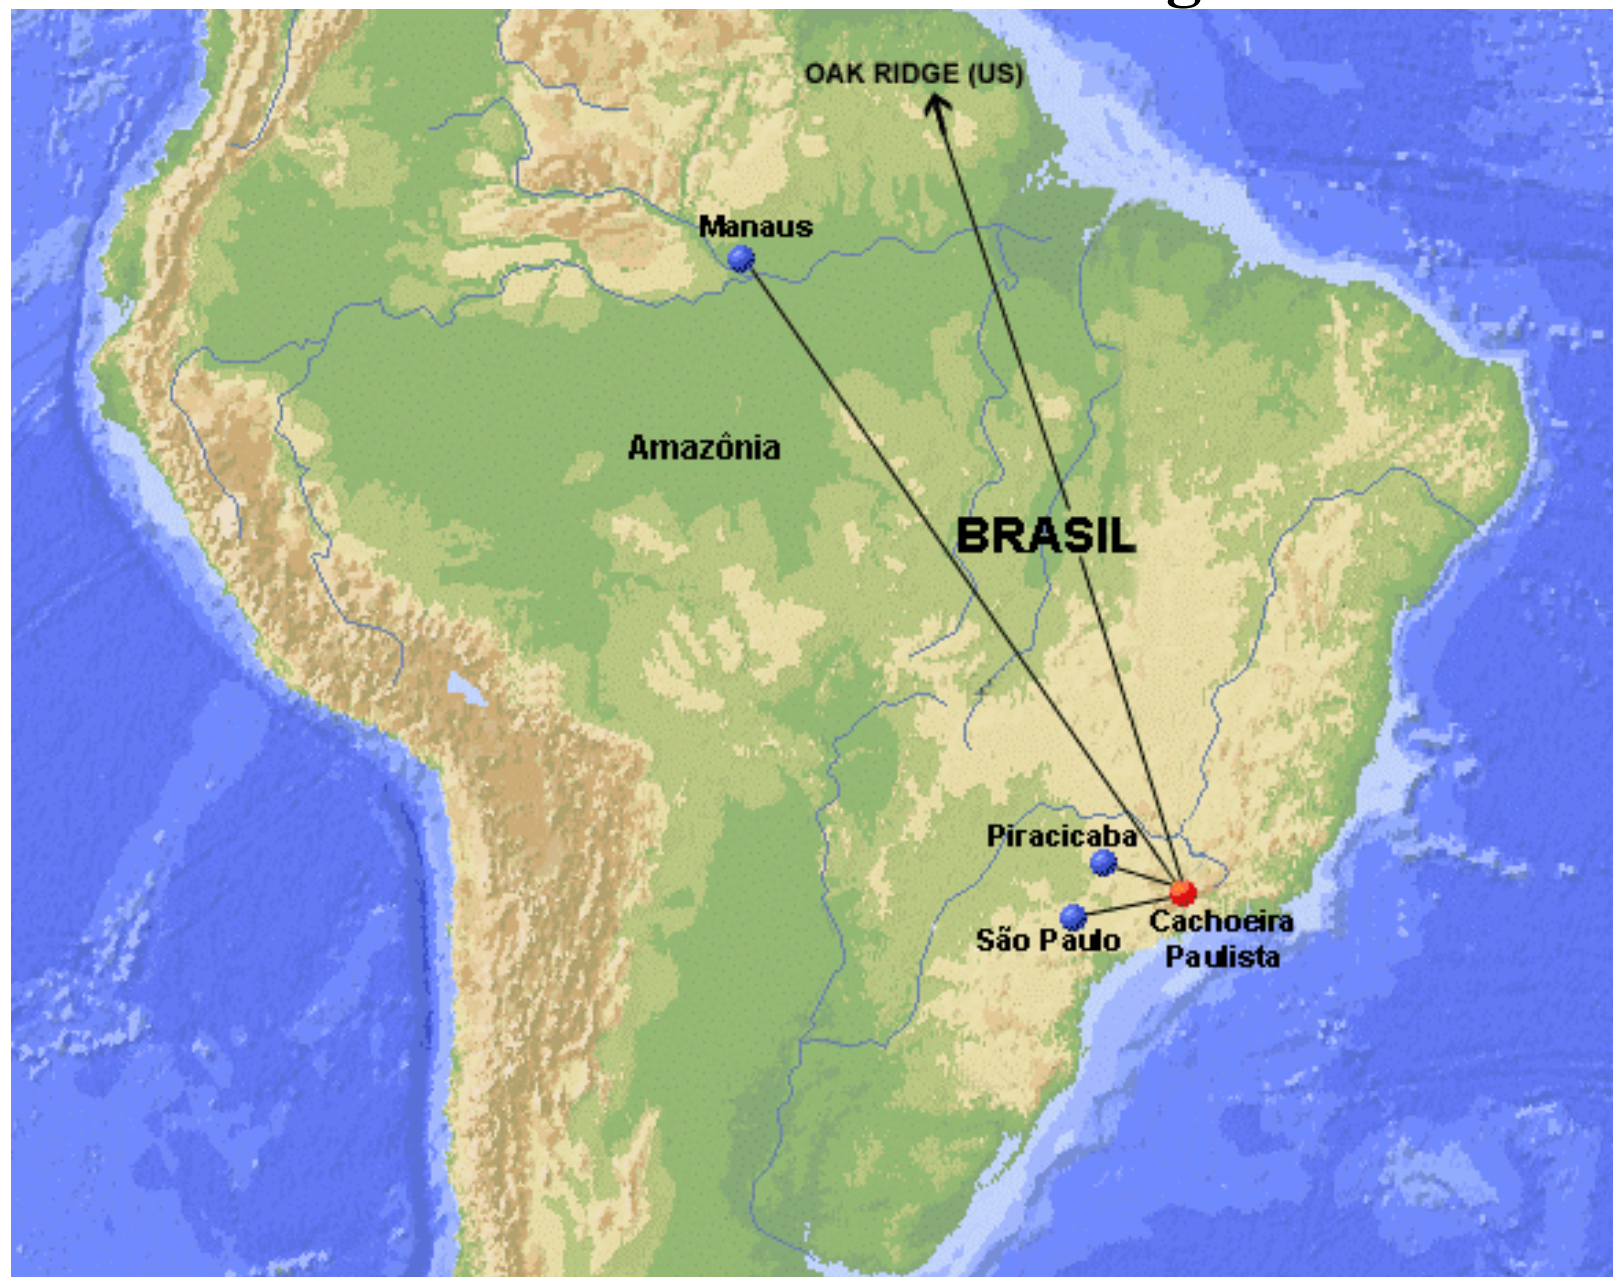 g
OAK RIDGE (US)
Manaus
Amazônia
BRASIL
Piracicaba
São Paulo
Cachoeira
Paulista